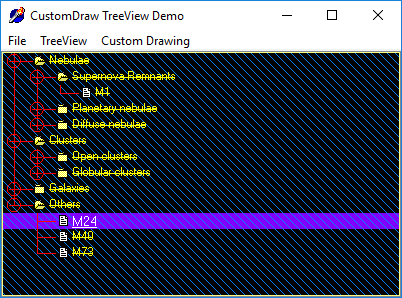 CustomDraw TreeView Demo
File TreeView Custom Drawing
Nebulae
Supernova Remnants
M1
Planetary nebulae
Diffuse nebulae
Clusters
Open clusters
Globular clusters
Galaxies
Others
M24
M40
M73